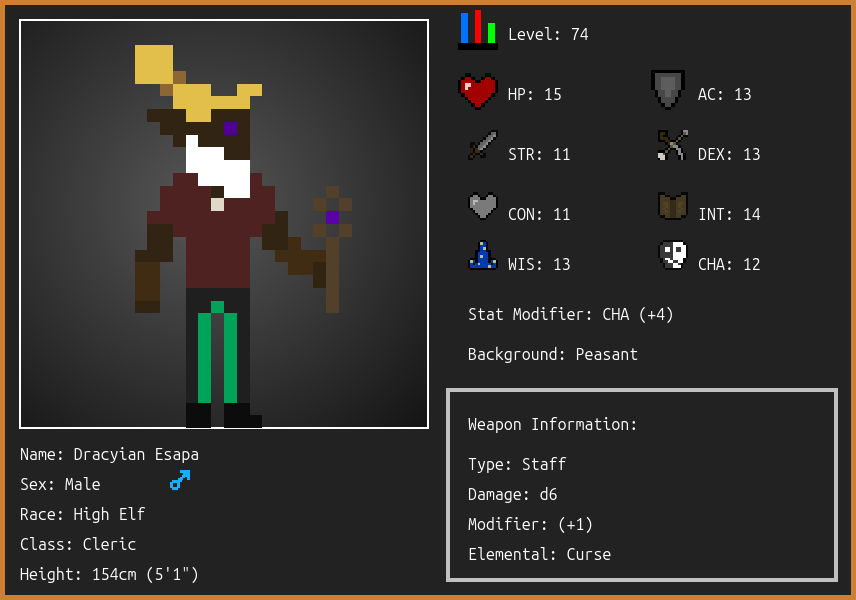 Level: 74
HP: 15
AC: 13
STR: 11
DEX: 13
CON: 11
INT: 14
WIS: 13
CHA: 12
Stat Modifier: CHA (+4)
Background: Peasant
Weapon Information:
Type: Staff
Damage: d6
Modifier: (+1)
Elemental: Curse
Name: Dracyian Esapa
Sex: Male
Race: High Elf
Class: Cleric
Height: 154cm (5'1")